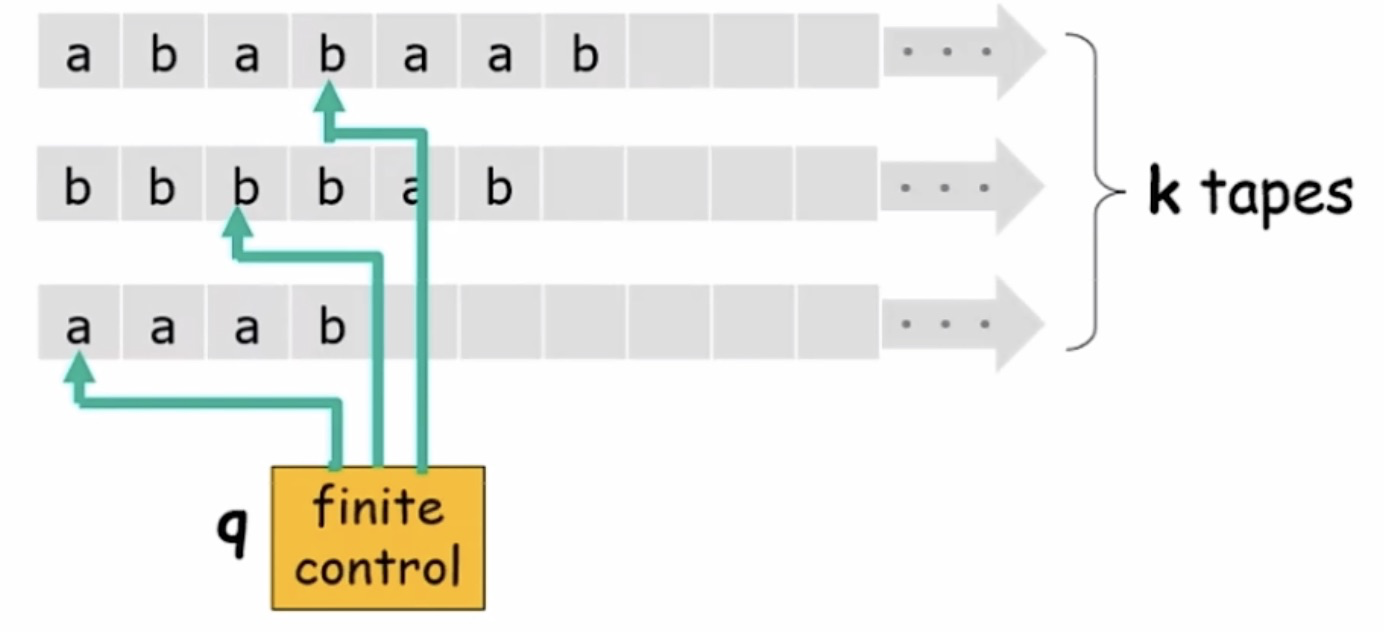 a b a b a a b . . .
b b b b a b . . .
k tapes
a a a b . . .
q
finite
control